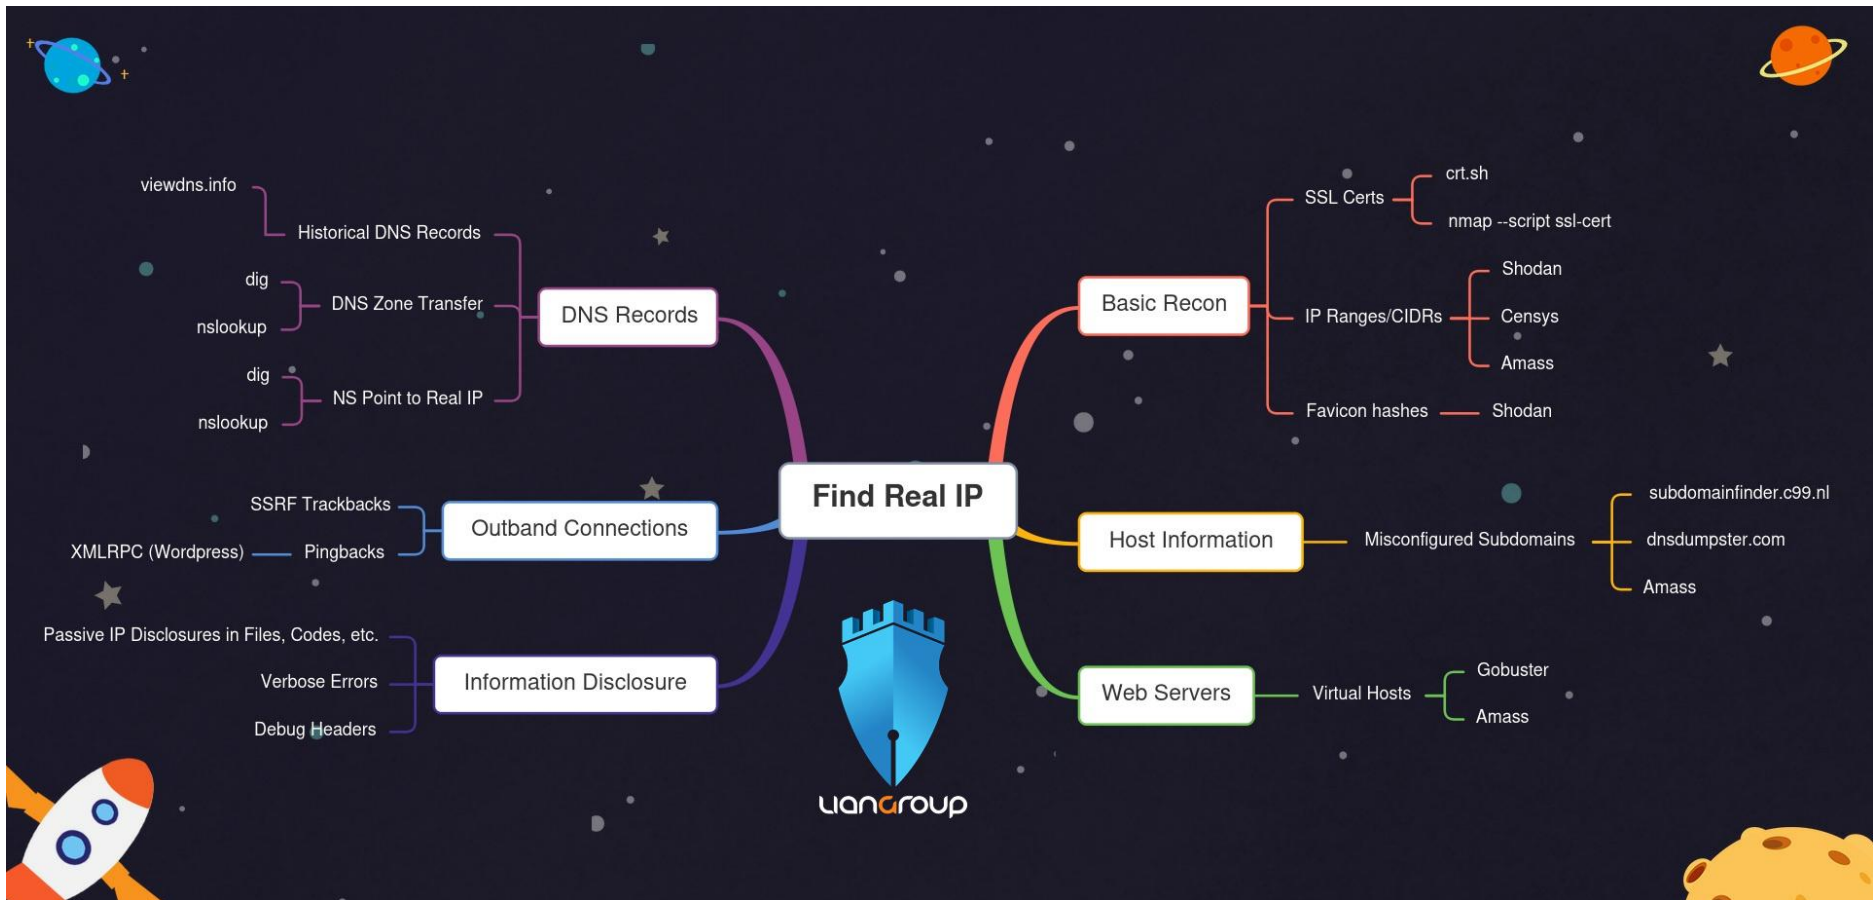 viewdns.info
Historical DNS Records
dig
DNS Zone Transfer
nslookup
dig
NS Point to Real IP
nslookup
DNS Records
SSRF Trackbacks
XMLRPC (Wordpress)
Pingbacks
Outband Connections
Passive IP Disclosures in Files, Codes, etc.
Verbose Errors
Debug Headers
Information Disclosure
Find Real IP
LIANGROUP
Basic Recon
SSL Certs
crt.sh
nmap --script ssl-cert
IP Ranges/CIDRs
Shodan
Censys
Amass
Favicon hashes
Shodan
Host Information
Misconfigured Subdomains
subdomainfinder.c99.nl
dnsdumpster.com
Amass
Web Servers
Virtual Hosts
Gobuster
Amass